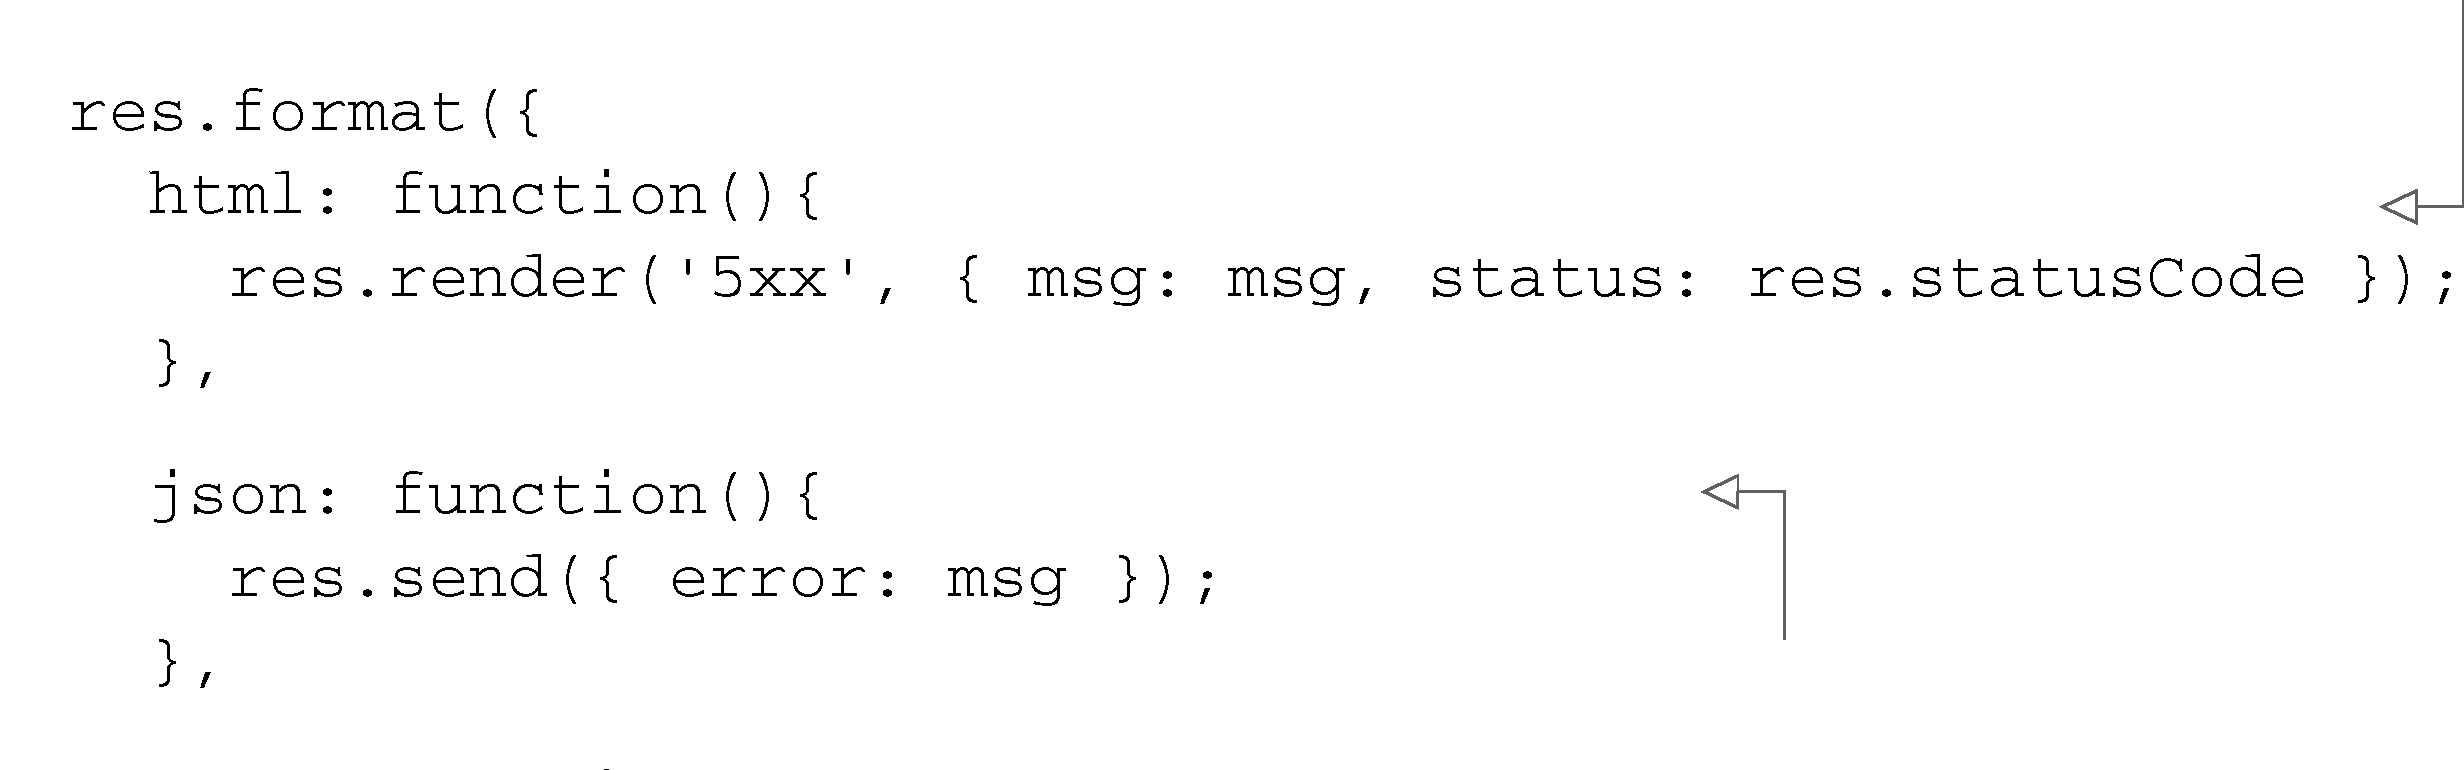 res.format({
  html: function(){
    res.render('5xx', { msg: msg, status: res.statusCode });
  },
  json: function(){
    res.send({ error: msg });
  },